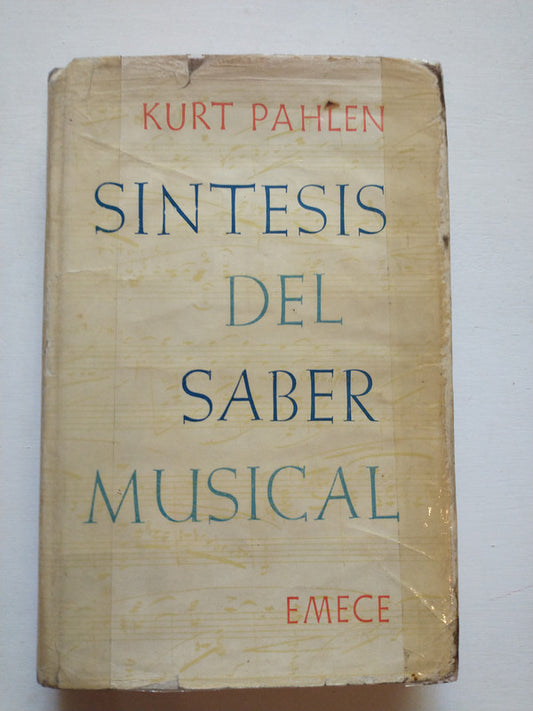 KURT PAHLEN
SINTESIS
DEL
SABER
MUSICAL
EMECE